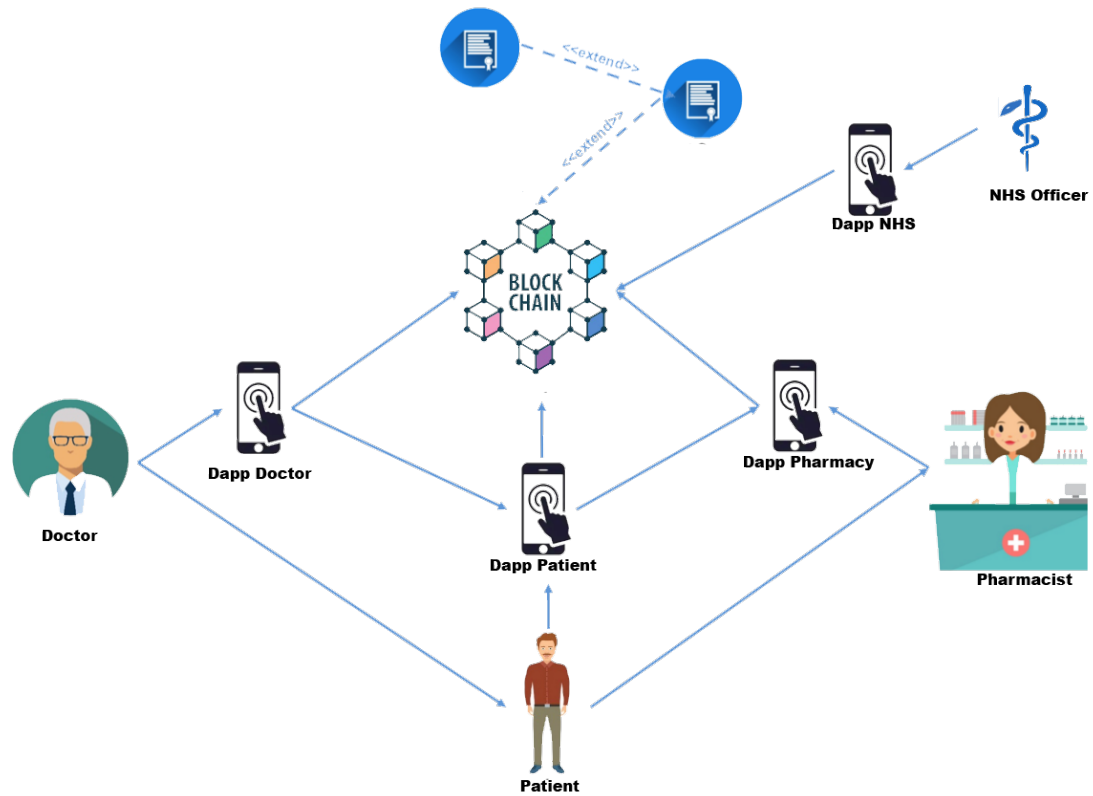 <<extend>>
<<extend>>
NHS Officer
Dapp NHS
BLOCK
CHAIN
Dapp Doctor
Dapp Pharmacy
Doctor
Dapp Patient
Pharmacist
Patient